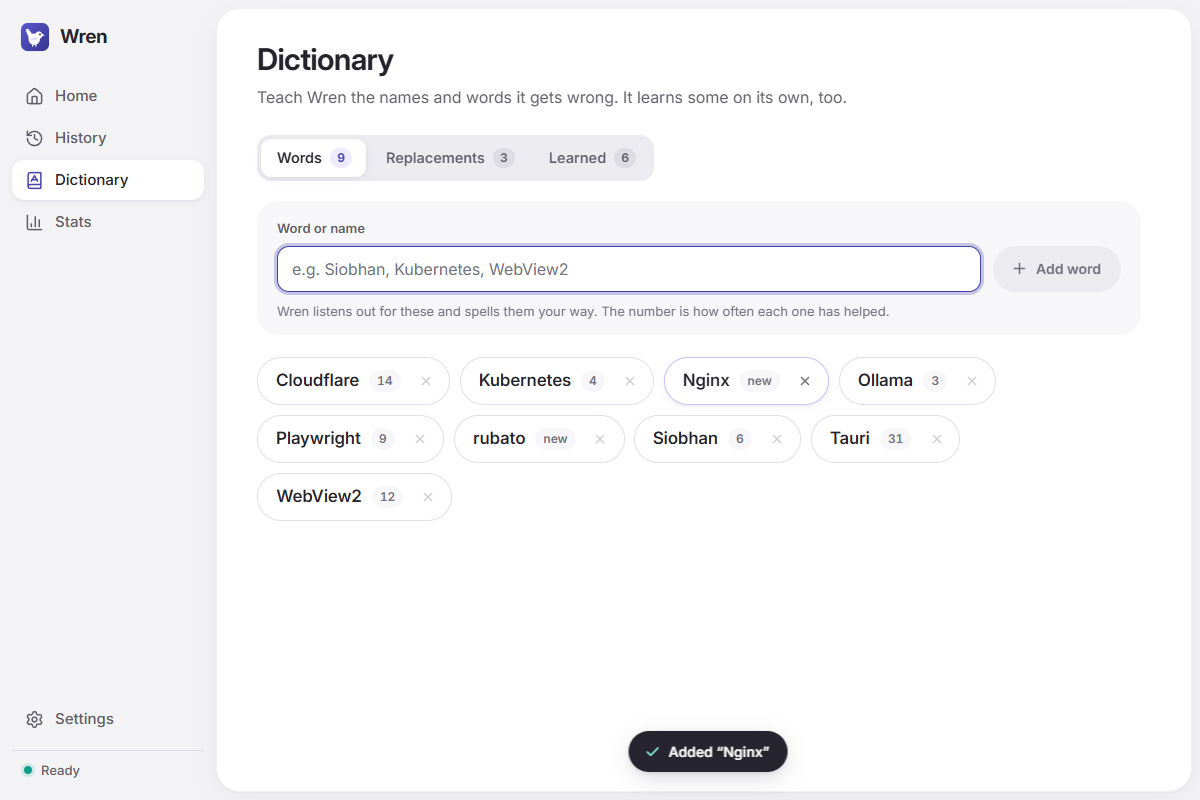 Wren
Home
History
Dictionary
Stats
Settings
Ready
Dictionary
Teach Wren the names and words it gets wrong. It learns some on its own, too.
Words 9 Replacements 3 Learned 6
Word or name
e.g. Siobhan, Kubernetes, WebView2
Add word
Wren listens out for these and spells them your way. The number is how often each one has helped.
Cloudflare 14 Kubernetes 4 Nginx new Ollama 3
Playwright 9 rubato new Siobhan 6 Tauri 31
WebView2 12
Added “Nginx”